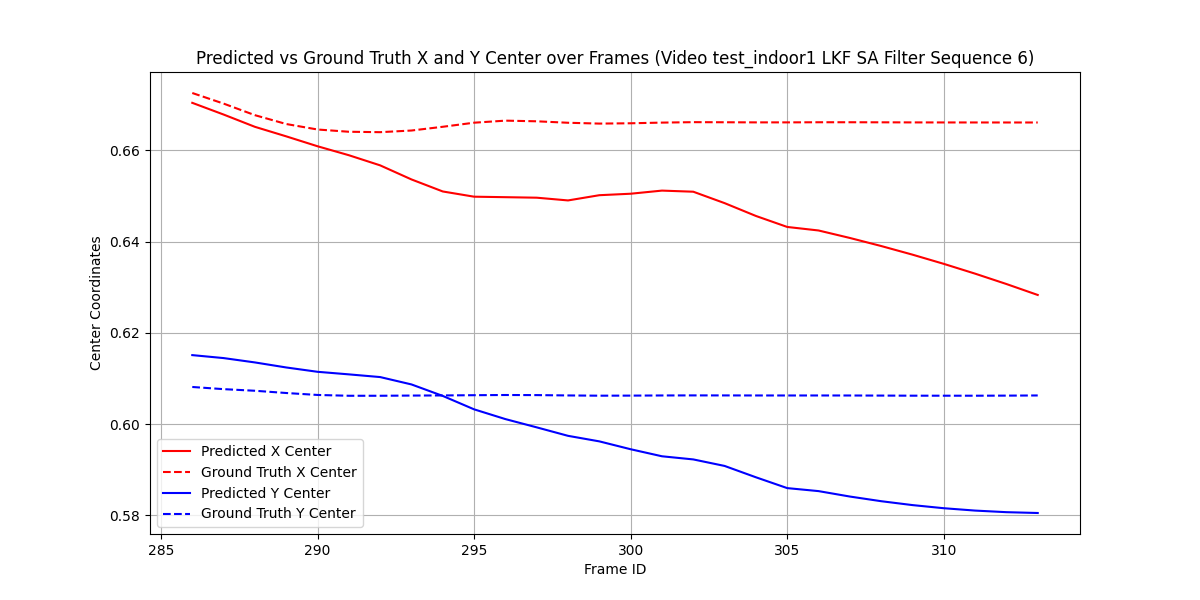 Predicted vs Ground Truth X and Y Center over Frames (Video test_indoor1 LKF SA Filter Sequence 6)
Center Coordinates
0.66
0.64
0.62
0.60
0.58
Predicted X Center
Ground Truth X Center
Predicted Y Center
Ground Truth Y Center
285
290
295
300
305
310
Frame ID